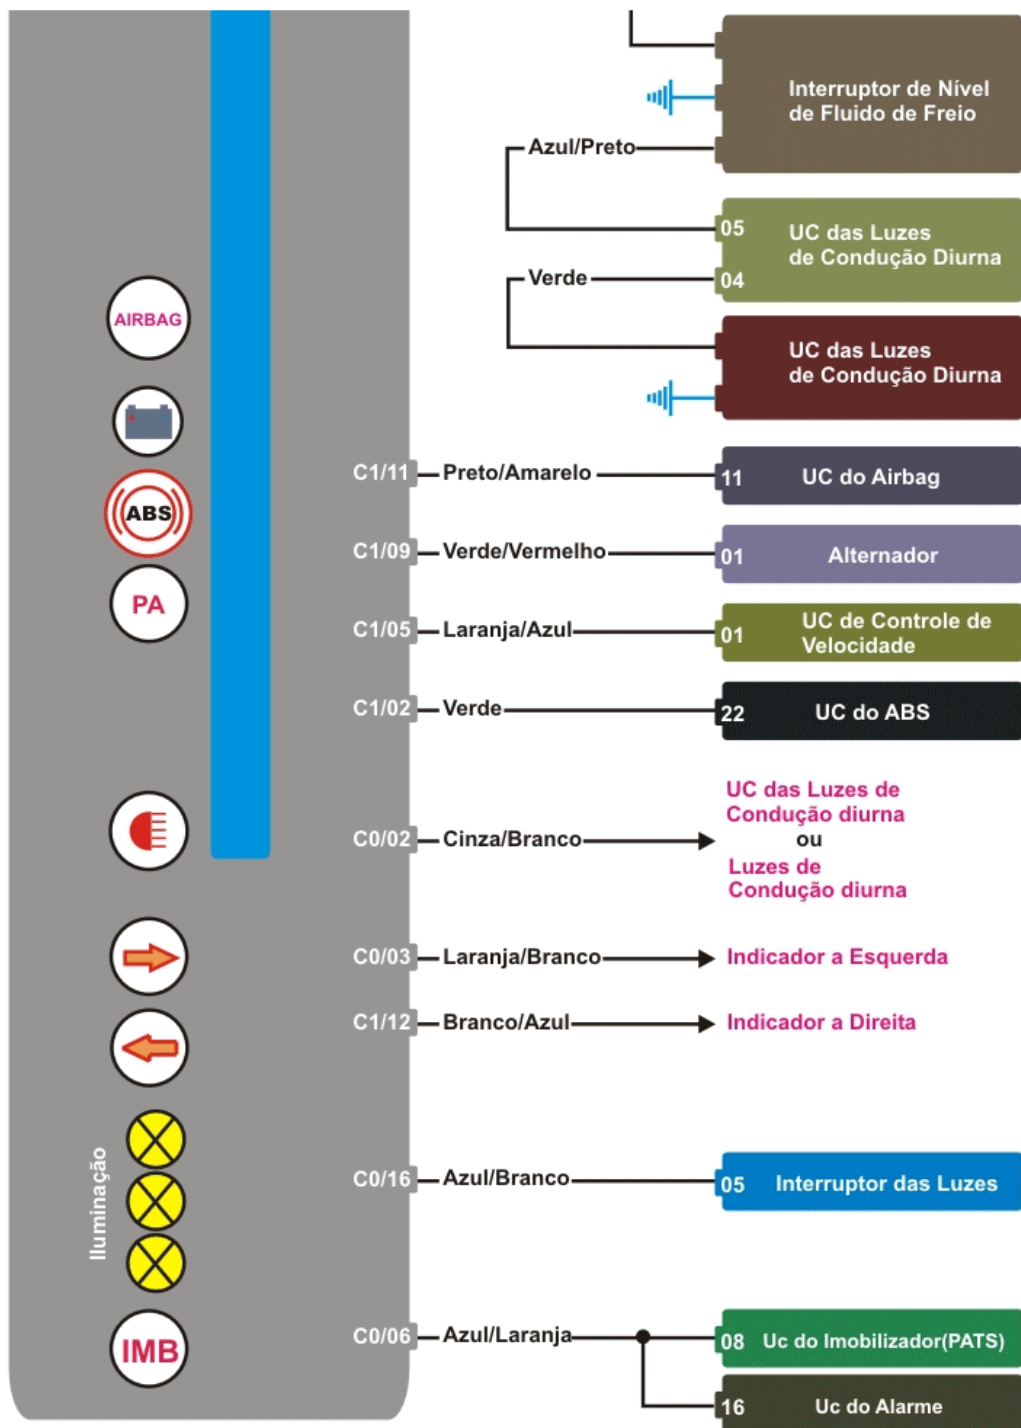 Interruptor de Nível
de Fluido de Freio
Azul/Preto
05
UC das Luzes
de Condução Diurna
Verde
04
AIRBAG
UC das Luzes
de Condução Diurna
C1/11
Preto/Amarelo
11
UC do Airbag
ABS
C1/09
Verde/Vermelho
01
Alternador
PA
C1/05
Laranja/Azul
01
UC de Controle de
Velocidade
C1/02
Verde
22
UC do ABS
C0/02
Cinza/Branco
UC das Luzes de
Condução diurna
ou
Luzes de
Condução diurna
C0/03
Laranja/Branco
Indicador a Esquerda
C1/12
Branco/Azul
Indicador a Direita
Iluminação
C0/16
Azul/Branco
05
Interruptor das Luzes
IMB
C0/06
Azul/Laranja
08
Uc do Imobilizador(PATS)
16
Uc do Alarme